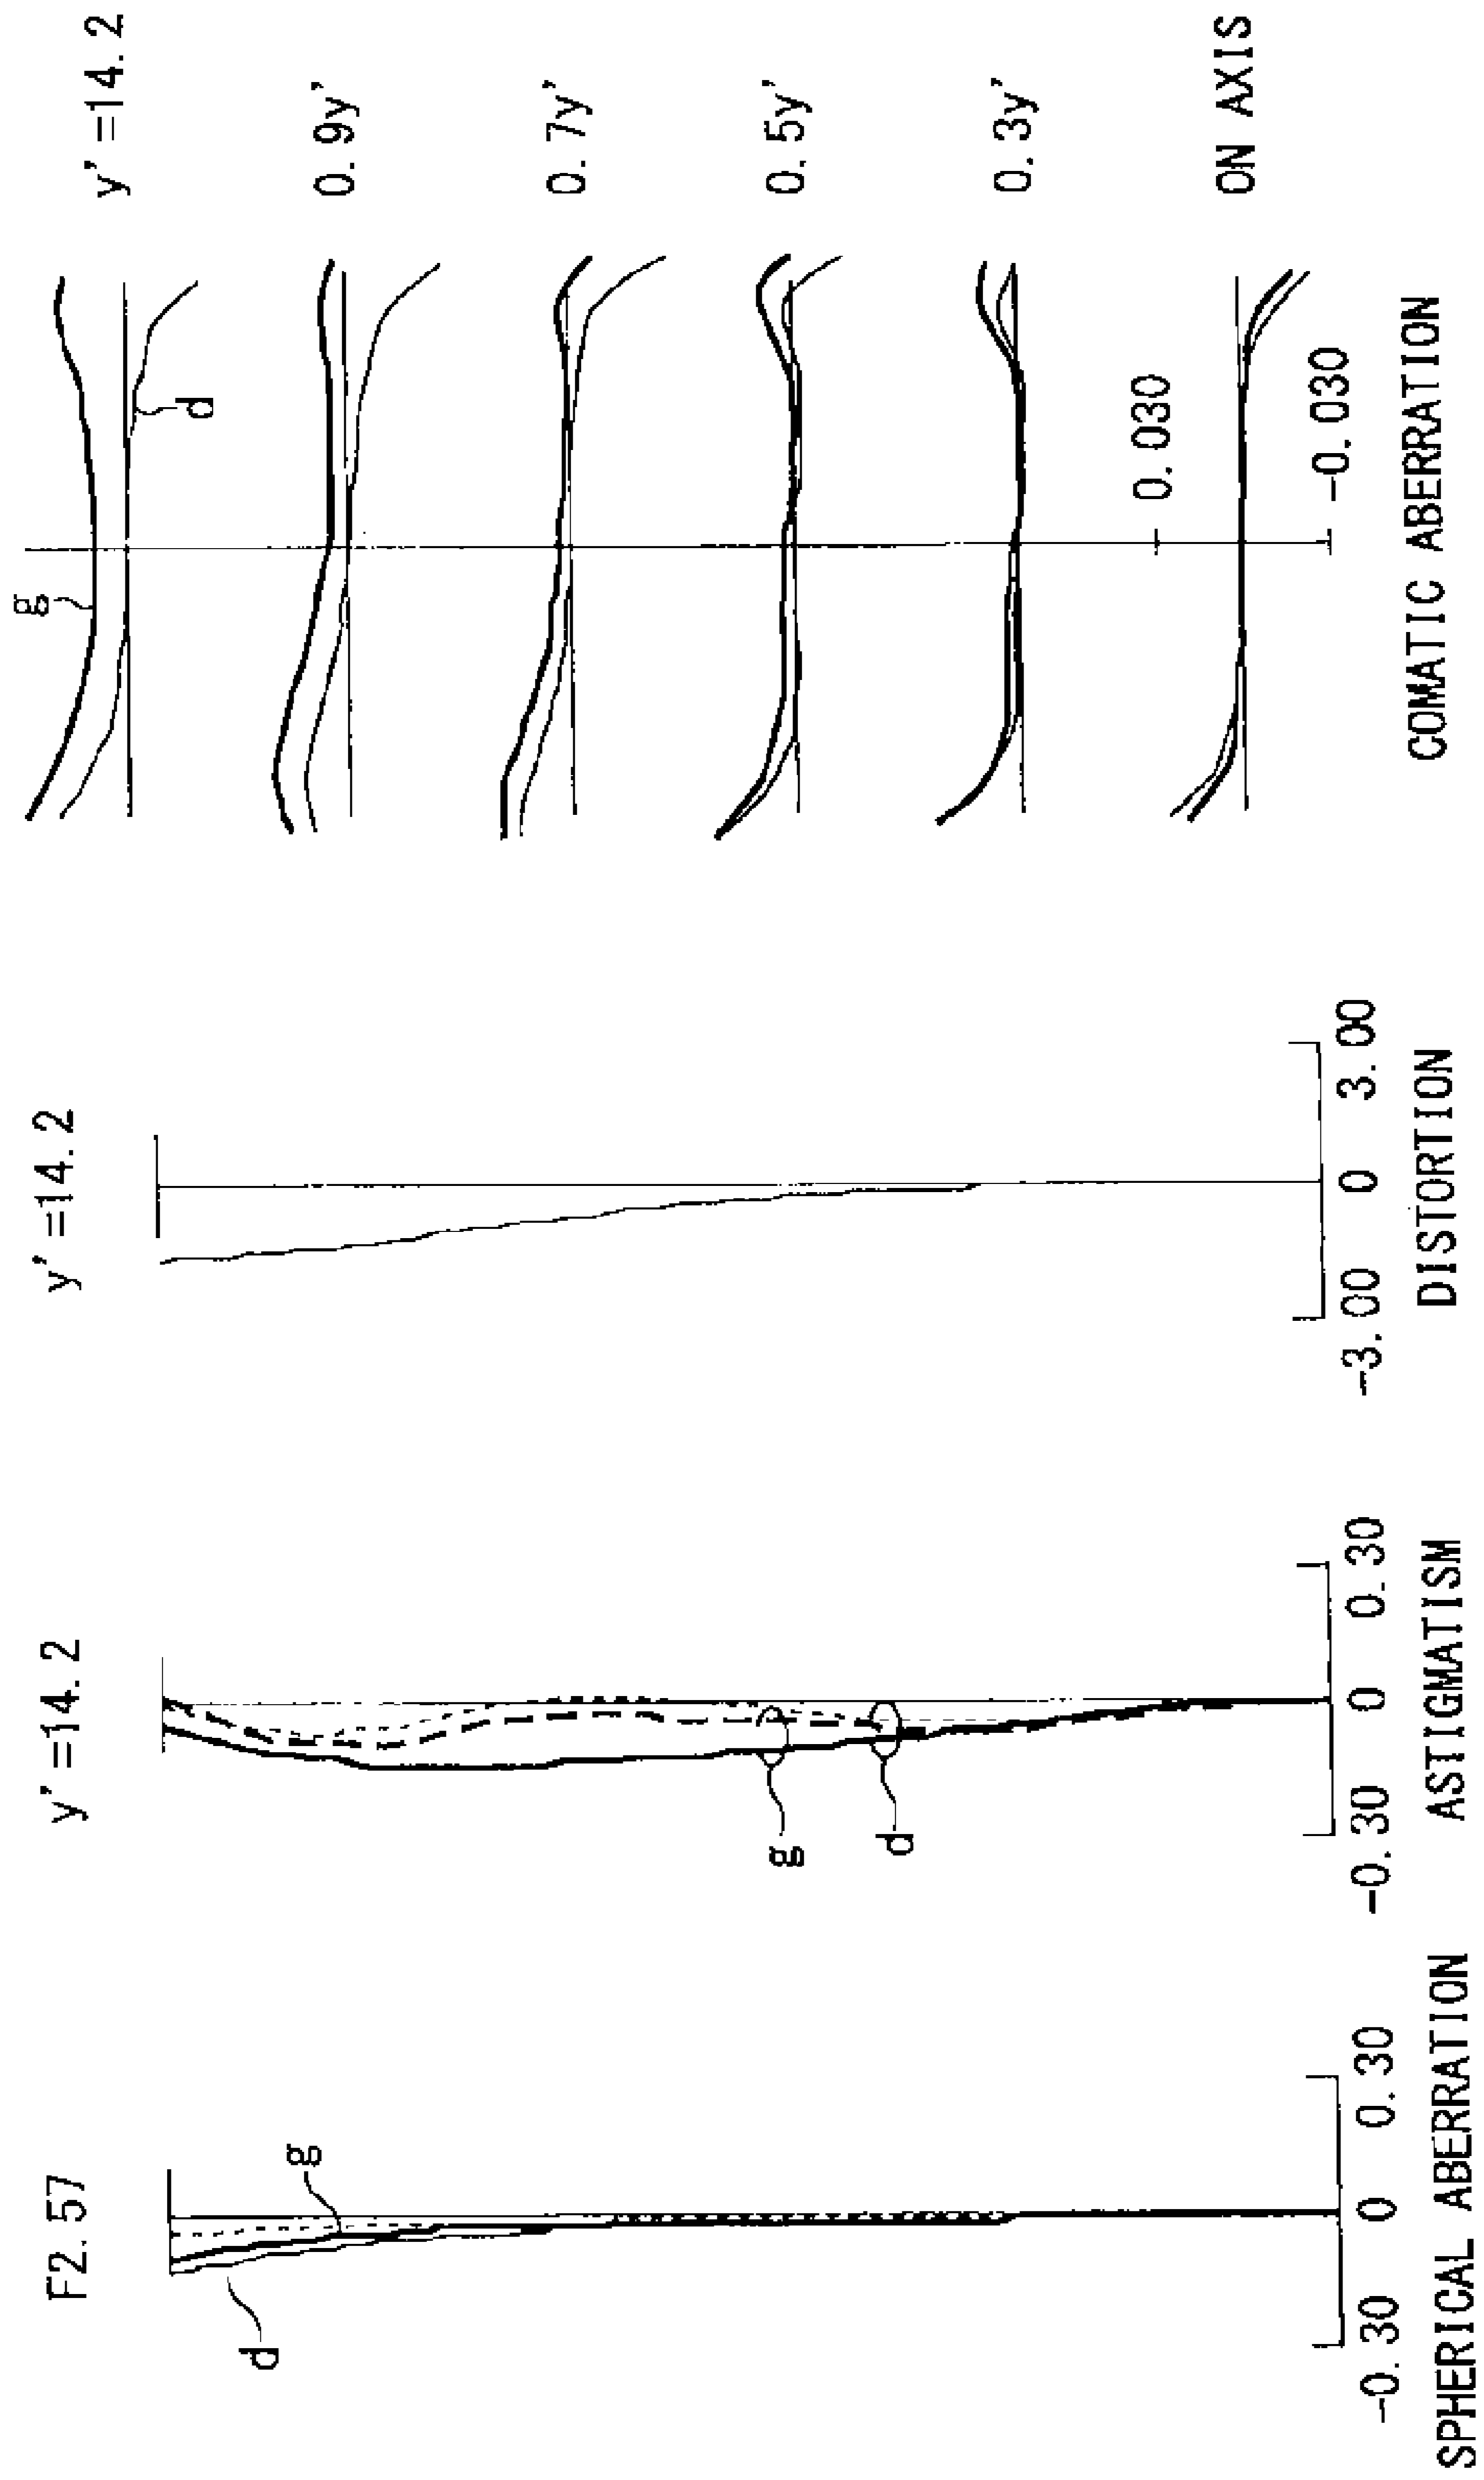 F2.57
d
g
-0.30 0 0.30
SPHERICAL ABERRATION
y'=14.2
g
d
-0.30 0 0.30
ASTIGMATISM
y'=14.2
-3.00 0 3.00
DISTORTION
g
d
y'=14.2
0.9y'
0.7y'
0.5y'
0.3y'
0.030
ON AXIS
-0.030
COMATIC ABERRATION